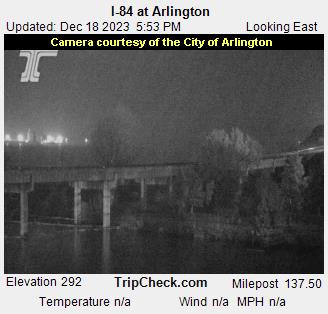 I-84 at Arlington
Updated: Dec 18 2023 5:53 PM Looking East
Camera courtesy of the City of Arlington
Elevation 292 TripCheck.com Milepost 137.50
Temperature n/a Wind n/a MPH n/a